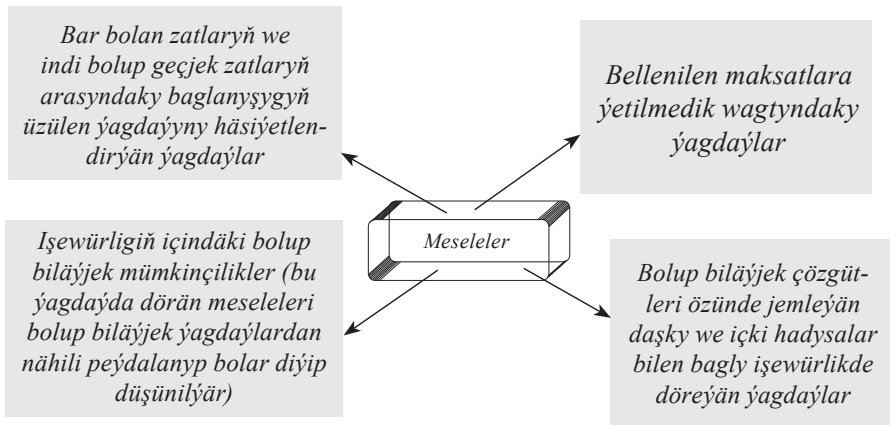 Bar bolan zatlaryň we
indi bolup geçjek zatlaryň
arasyndaky baglanyşygyň
üzülen ýagdaýyny häsiýetlen-
dirýän ýagdaýlar
Bellenilen maksatlara
ýetilmedik wagtyndaky
ýagdaýlar
Meseleler
Işewürligiň içindäki bolup
biläýjek mümkinçilikler (bu
ýagdaýda dörän meseleleri
bolup biläýjek ýagdaýlardan
nähili peýdalanyp bolar diýip
düşünilýär)
Bolup biläýjek çözgüt-
leri özünde jemleýän
daşky we içki hadysalar
bilen bagly işewürlikde
döreýän ýagdaýlar